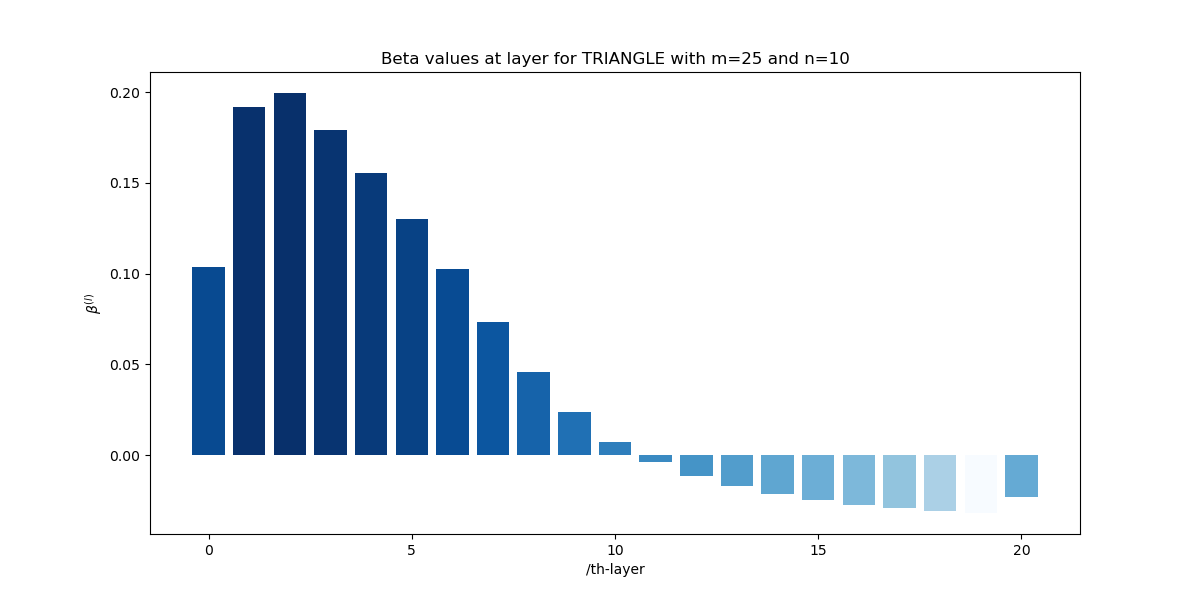 Beta values at layer for TRIANGLE with m=25 and n=10
0.20
0.15
0.10
0.05
0.00
β⁽ˡ⁾
0 5 10 15 20
/th-layer